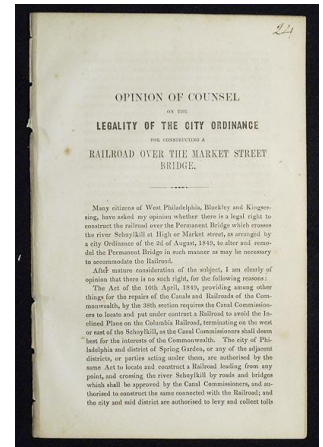 24
OPINION OF COUNSEL
ON THE
LEGALITY OF THE CITY ORDINANCE
FOR CONSTRUCTING A
RAILROAD OVER THE MARKET STREET
BRIDGE.
Many citizens of West Philadelphia, Blockley and Kingses-
sing, have asked my opinion whether there is a legal right to
construct the railroad over the Permanent Bridge which crosses
the river Schuylkill at High or Market street, as arranged by
a city Ordinance of the 2d of August, 1849, to alter and remo-
del the Permanent Bridge in such manner as may be necessary
to accommodate the Railroad.
After mature consideration of the subject, I am clearly of
opinion that there is no such right, for the following reasons:
The Act of the 10th April, 1849, providing among other
things for the repairs of the Canals and Railroads of the Com-
monwealth, by the 38th section requires the Canal Commission-
ers to locate and put under contract a Railroad to avoid the In-
clined Plane on the Columbia Railroad, terminating on the west
or east of the Schuylkill, as the Canal Commissioners shall deem
best for the interests of the Commonwealth. The city of Phi-
ladelphia and district of Spring Garden, or any of the adjacent
districts, or parties acting under them, are authorised by the
same Act to locate and construct a Railroad leading from any
point, and crossing the river Schuylkill by roads and bridges
which shall be approved by the Canal Commissioners, and au-
thorised to construct the same connected with the Railroad; and
the city and said district are authorised to levy and collect tolls